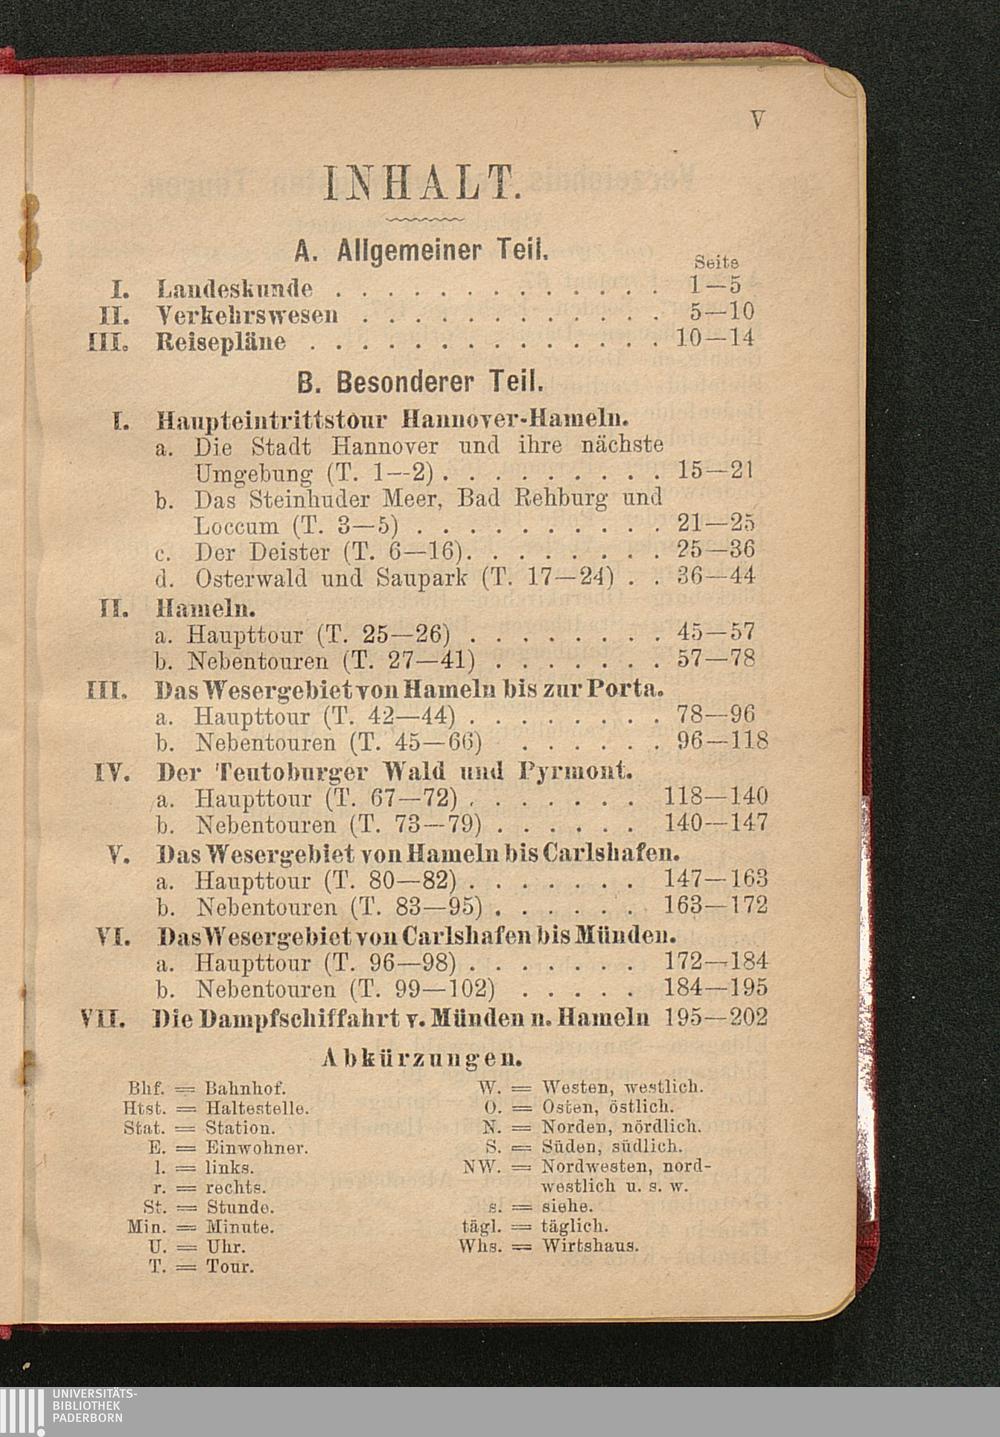 V
INHALT.
A. Allgemeiner Teil.
Seite
I. Landeskunde . . . . . . . . . . . . . 1—5
II. Verkehrswesen . . . . . . . . . . . . 5—10
III. Reisepläne . . . . . . . . . . . . . . 10—14
B. Besonderer Teil.
I. Haupteintrittstour Hannover-Hameln.
a. Die Stadt Hannover und ihre nächste
Umgebung (T. 1—2) . . . . . . . . . 15—21
b. Das Steinhuder Meer, Bad Rehburg und
Loccum (T. 3—5) . . . . . . . . . . 21—25
c. Der Deister (T. 6—16) . . . . . . . . 25—36
d. Osterwald und Saupark (T. 17—24) . . 36—44
II. Hameln.
a. Haupttour (T. 25—26) . . . . . . . . 45—57
b. Nebentouren (T. 27—41) . . . . . . . 57—78
III. Das Wesergebiet von Hameln bis zur Porta.
a. Haupttour (T. 42—44) . . . . . . . . 78—96
b. Nebentouren (T. 45—66) . . . . . . 96—118
IV. Der Teutoburger Wald und Pyrmont.
a. Haupttour (T. 67—72) . . . . . . . 118—140
b. Nebentouren (T. 73—79) . . . . . . 140—147
V. Das Wesergebiet von Hameln bis Carlshafen.
a. Haupttour (T. 80—82) . . . . . . . 147—163
b. Nebentouren (T. 83—95) . . . . . . 163—172
VI. Das Wesergebiet von Carlshafen bis Münden.
a. Haupttour (T. 96—98) . . . . . . . 172—184
b. Nebentouren (T. 99—102) . . . . . 184—195
VII. Die Dampfschiffahrt v. Münden n. Hameln 195—202
Abkürzungen.
Bhf. = Bahnhof.
Htst. = Haltestelle.
Stat. = Station.
E. = Einwohner.
l. = links.
r. = rechts.
St. = Stunde.
Min. = Minute.
U. = Uhr.
T. = Tour.
W. = Westen, westlich.
O. = Osten, östlich.
N. = Norden, nördlich.
S. = Süden, südlich.
NW. = Nordwesten, nord-
westlich u. s. w.
s. = siehe.
tägl. = täglich.
Whs. = Wirtshaus.
UNIVERSITÄTS-
BIBLIOTHEK
PADERBORN